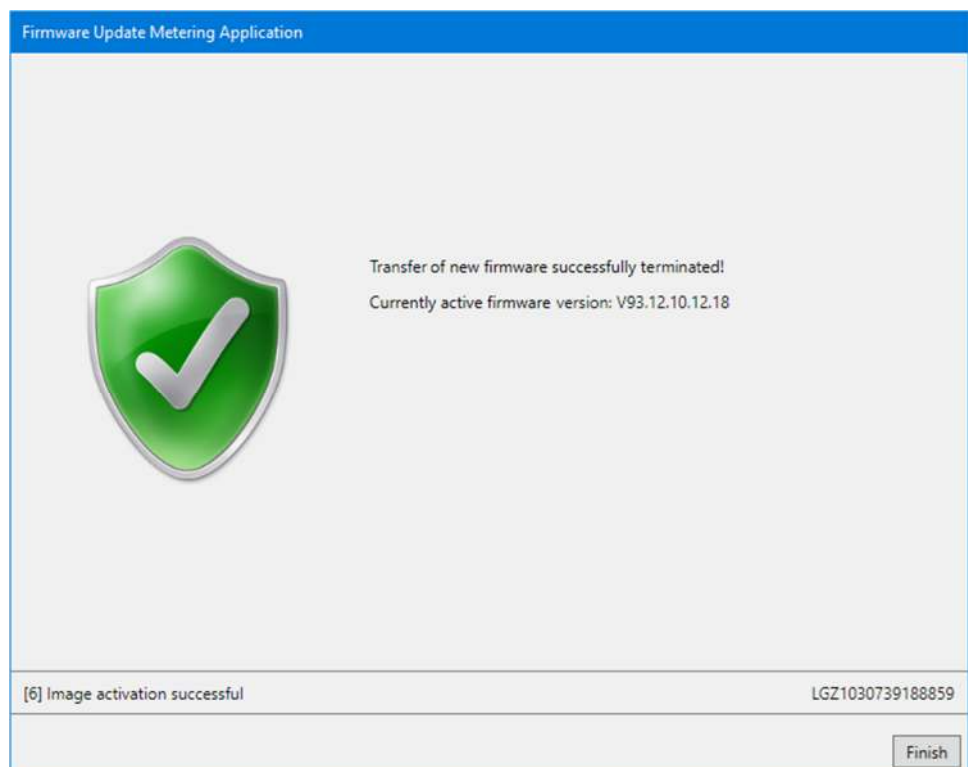 Firmware Update Metering Application
Transfer of new firmware successfully terminated!
Currently active firmware version: V93.12.10.12.18
[6] Image activation successful
LGZ1030739188859
Finish